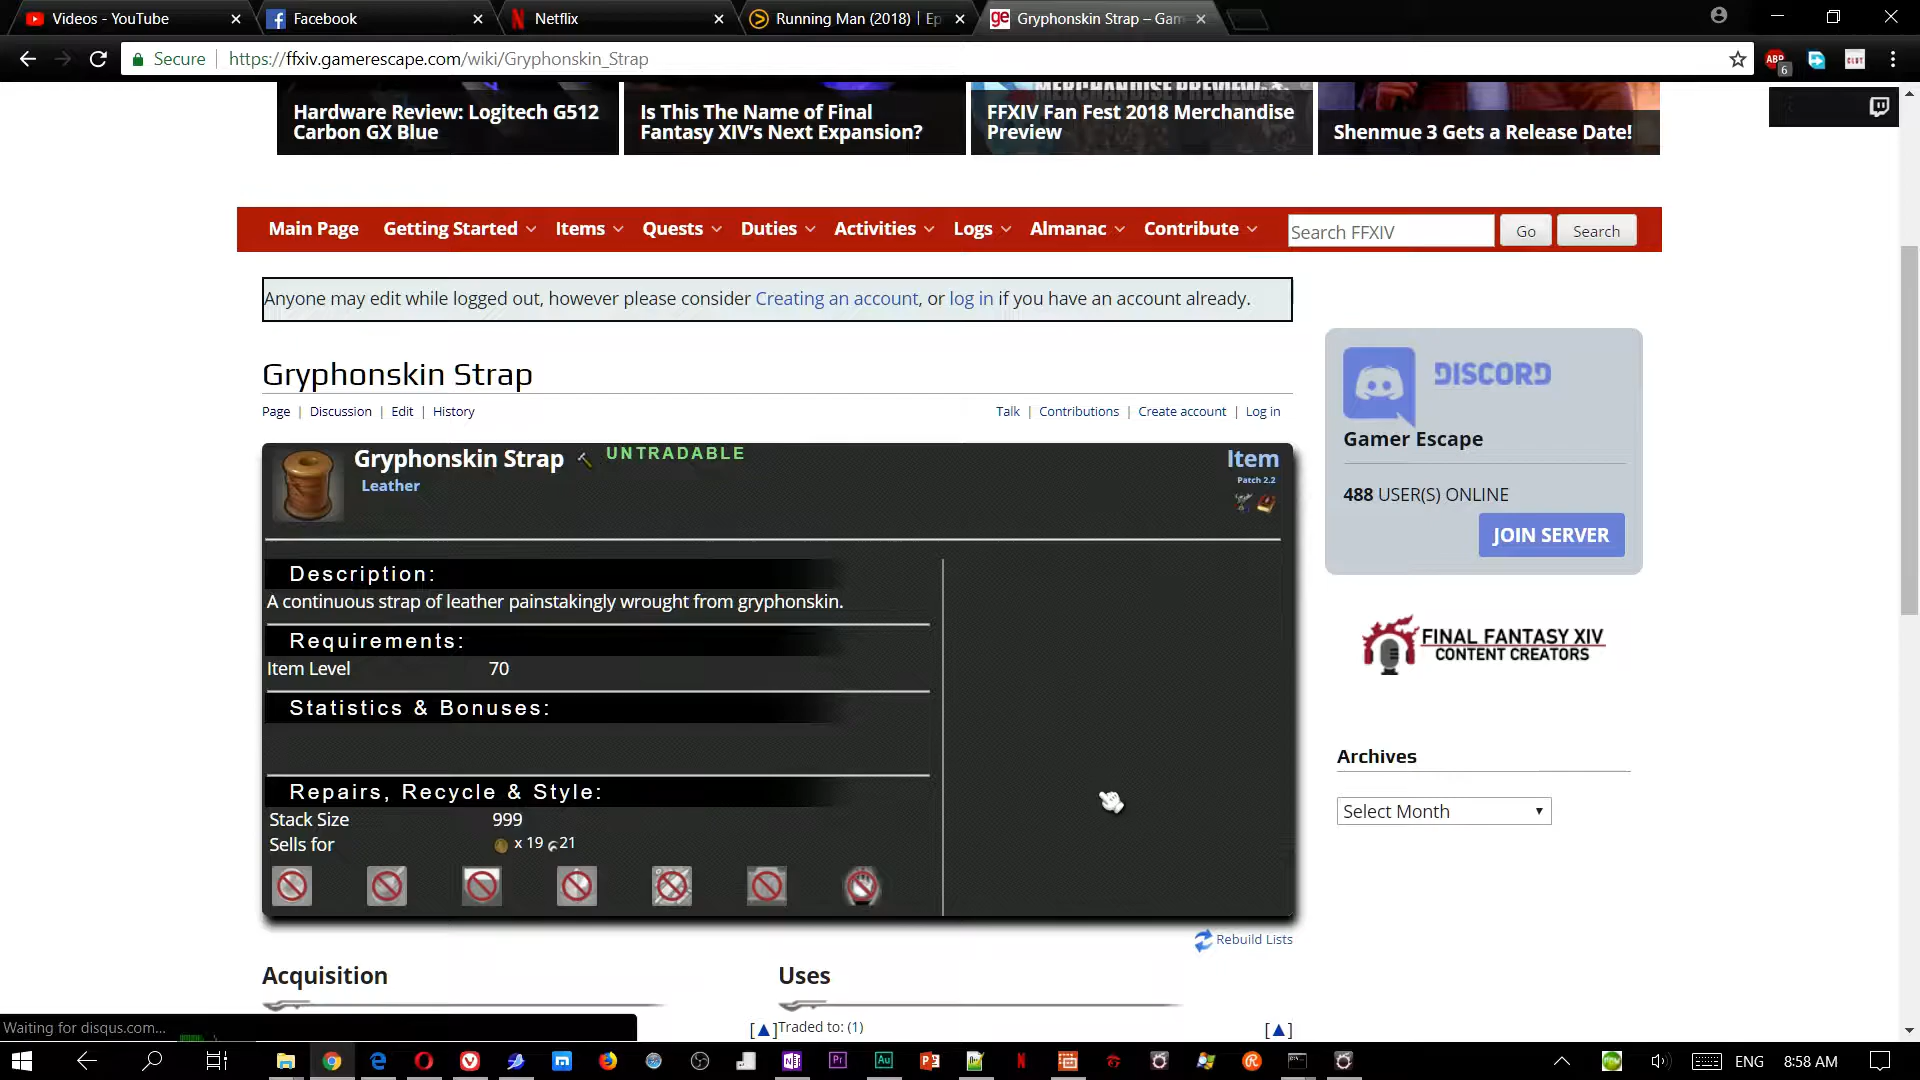 Videos - YouTube
Facebook
Netflix
Running Man (2018) | Ep
Gryphonskin Strap – Gam
Secure
https://ffxiv.gamerescape.com/wiki/Gryphonskin_Strap
ABP
6
CLUT
Hardware Review: Logitech G512
Carbon GX Blue
Is This The Name of Final
Fantasy XIV's Next Expansion?
MERCHANDISE PREVIEW
FFXIV Fan Fest 2018 Merchandise
Preview
Shenmue 3 Gets a Release Date!
Main Page
Getting Started
Items
Quests
Duties
Activities
Logs
Almanac
Contribute
Search FFXIV
Go
Search
Anyone may edit while logged out, however please consider Creating an account, or log in if you have an account already.
Gryphonskin Strap
Page | Discussion | Edit | History
Talk | Contributions | Create account | Log in
Gryphonskin Strap
UNTRADABLE
Leather
Item
Patch 2.2
Description:
A continuous strap of leather painstakingly wrought from gryphonskin.
Requirements:
Item Level 70
Statistics & Bonuses:
Repairs, Recycle & Style:
Stack Size 999
Sells for x 19 21
Rebuild Lists
Acquisition
Uses
[▲]
Traded to: (1)
[▲]
DISCORD
Gamer Escape
488 USER(S) ONLINE
JOIN SERVER
FINAL FANTASY XIV
CONTENT CREATORS
Archives
Select Month
Waiting for disqus.com...
ENG
8:58 AM